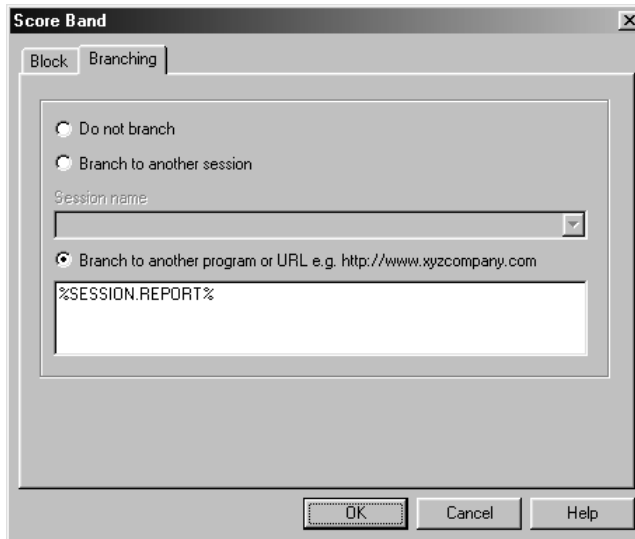 Score Band
Block
Branching
Do not branch
Branch to another session
Session name
Branch to another program or URL e.g. http://www.xyzcompany.com
%SESSION.REPORT%
OK
Cancel
Help